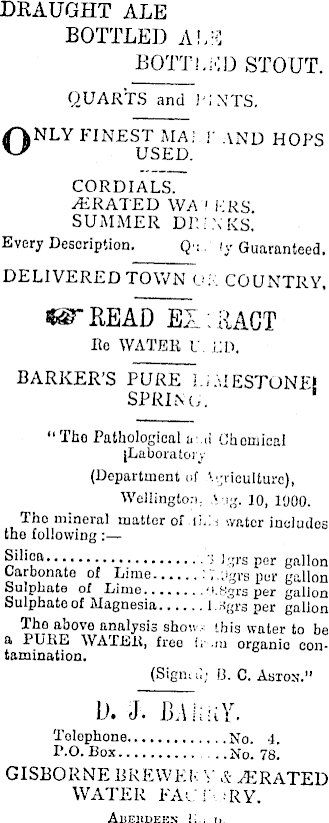 DRAUGHT ALE
BOTTLED ALE
BOTTLED STOUT.
QUARTS and PINTS.
ONLY FINEST MALT AND HOPS
USED.
CORDIALS.
ÆRATED WATERS.
SUMMER DRINKS.
Every Description. Quality Guaranteed.
DELIVERED TOWN OR COUNTRY.
READ EXTRACT
Re WATER USED.
BARKER'S PURE LIMESTONE
SPRING.
"The Pathological and Chemical
Laboratory
(Department of Agriculture),
Wellington, Aug. 10, 1900.
The mineral matter of this water includes
the following:—
Silica grs per gallon
Carbonate of Lime grs per gallon
Sulphate of Lime grs per gallon
Sulphate of Magnesia grs per gallon
The above analysis shows this water to be
a PURE WATER, free from organic con-
tamination.
(Signed) B. C. ASTON."
D. J. BARRY.
Telephone.............No. 4.
P.O. Box...............No. 78.
GISBORNE BREWERY & ÆRATED
WATER FACTORY.
ABERDEEN